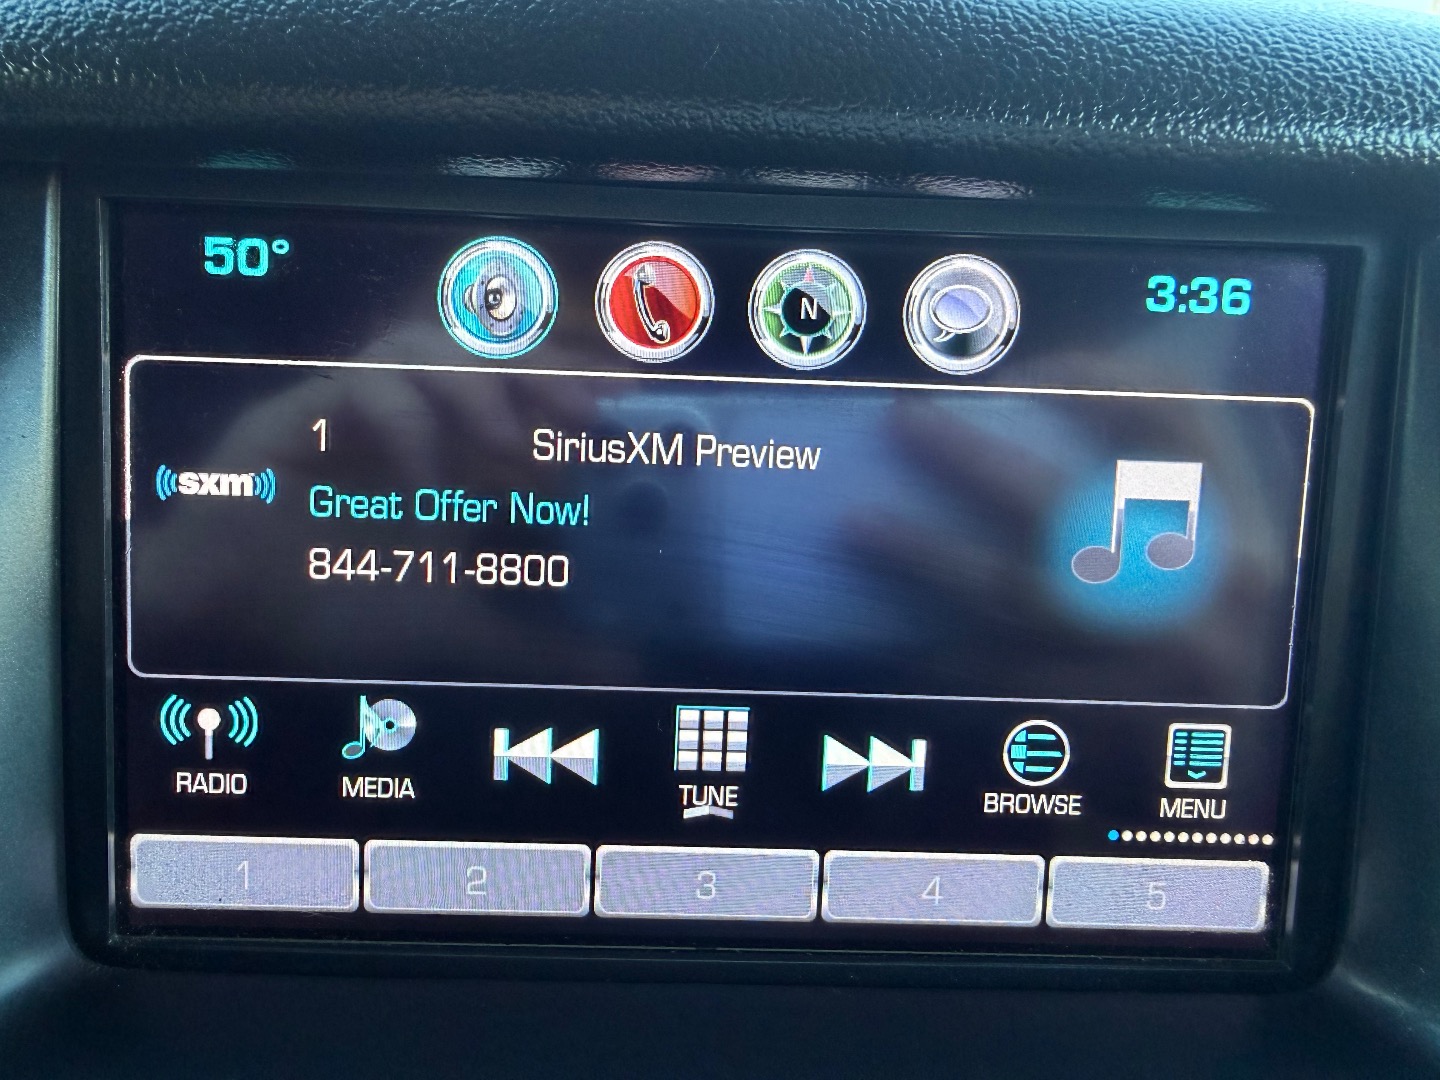 50°
N
3:36
1
SiriusXM Preview
((sxm))
Great Offer Now!
844-711-8800
RADIO
MEDIA
TUNE
BROWSE
MENU
1
2
3
4
5